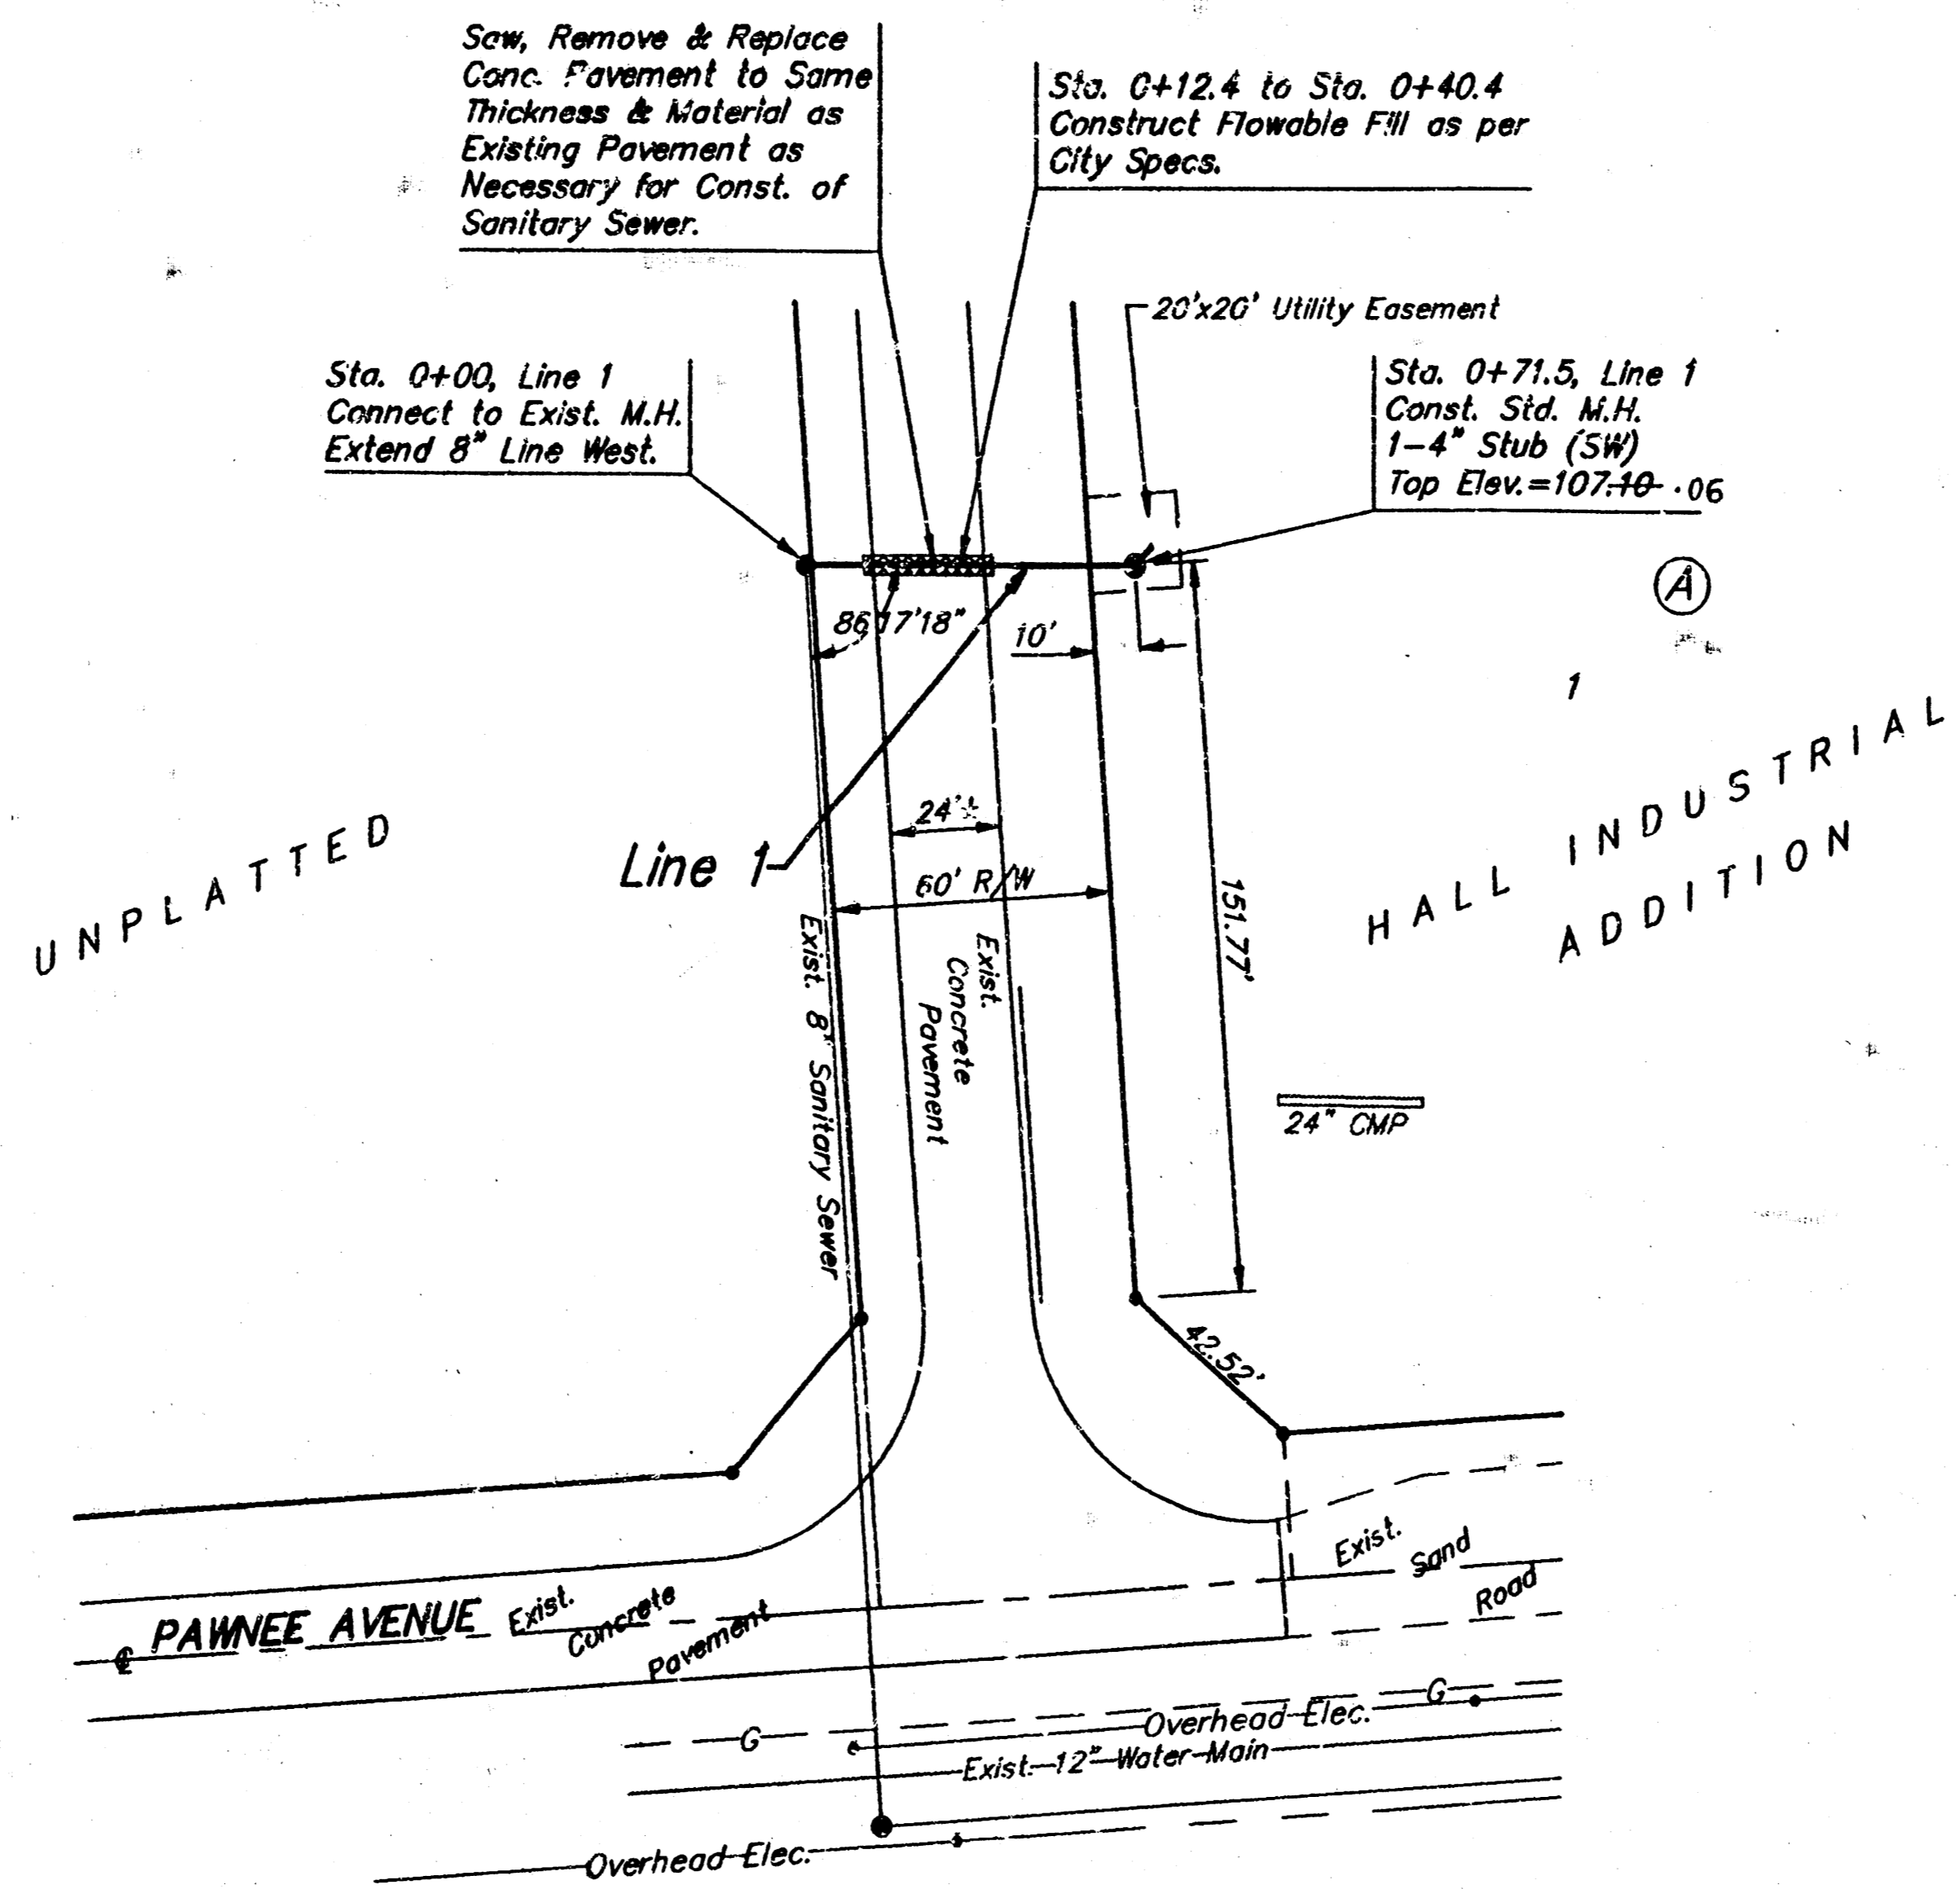 Saw, Remove & Replace
Conc. Pavement to Same
Thickness & Material as
Existing Pavement as
Necessary for Const. of
Sanitary Sewer.
Sta. 0+12.4 to Sta. 0+40.4
Construct Flowable Fill as per
City Specs.
20'x20' Utility Easement
Sta. 0+00, Line 1
Connect to Exist. M.H.
Extend 8" Line West.
Sta. 0+71.5, Line 1
Const. Std. M.H.
1-4" Stub (SW)
Top Elev.=107.10 .06
A
86°17'18"
10'
1
24'±
Line 1
60' R/W
151.77'
UNPLATTED
HALL INDUSTRIAL
ADDITION
Exist. 8" Sanitary Sewer
Exist.
Concrete
Pavement
24" CMP
42.52'
℄ PAWNEE AVENUE
Exist.
Concrete
Pavement
Exist.
Sand
Road
G
G
Overhead Elec.
Exist. 12" Water Main
Overhead Elec.